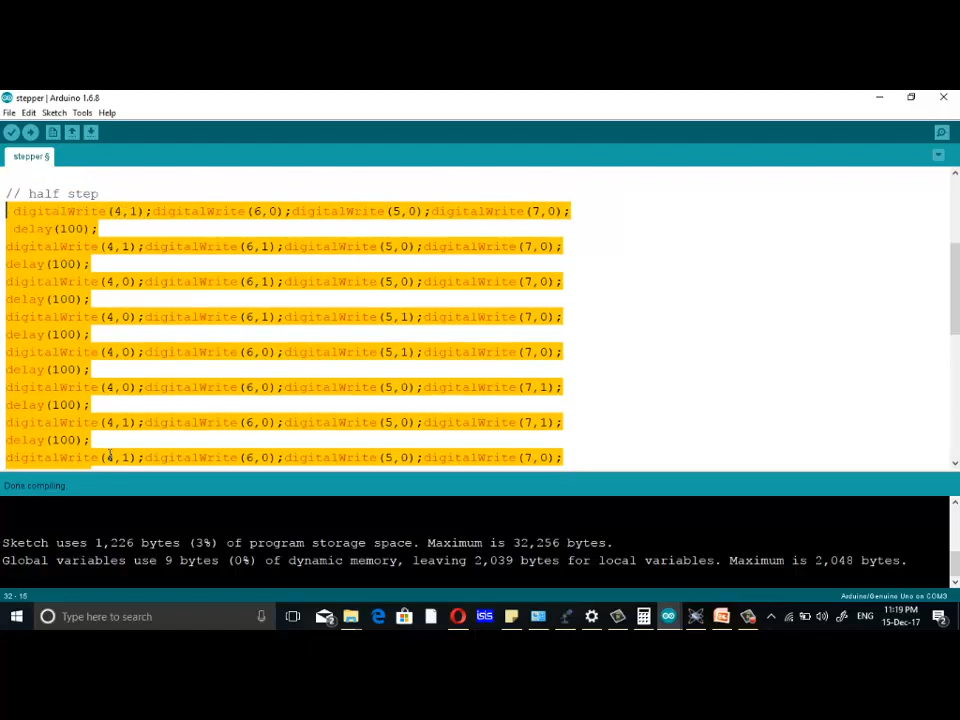 stepper | Arduino 1.6.8
File Edit Sketch Tools Help
stepper §
// half step
digitalWrite(4,1);digitalWrite(6,0);digitalWrite(5,0);digitalWrite(7,0);
delay(100);
digitalWrite(4,1);digitalWrite(6,1);digitalWrite(5,0);digitalWrite(7,0);
delay(100);
digitalWrite(4,0);digitalWrite(6,1);digitalWrite(5,0);digitalWrite(7,0);
delay(100);
digitalWrite(4,0);digitalWrite(6,1);digitalWrite(5,1);digitalWrite(7,0);
delay(100);
digitalWrite(4,0);digitalWrite(6,0);digitalWrite(5,1);digitalWrite(7,0);
delay(100);
digitalWrite(4,0);digitalWrite(6,0);digitalWrite(5,0);digitalWrite(7,1);
delay(100);
digitalWrite(4,1);digitalWrite(6,0);digitalWrite(5,0);digitalWrite(7,1);
delay(100);
digitalWrite(4,1);digitalWrite(6,0);digitalWrite(5,0);digitalWrite(7,0);
Done compiling.
Sketch uses 1,226 bytes (3%) of program storage space. Maximum is 32,256 bytes.
Global variables use 9 bytes (0%) of dynamic memory, leaving 2,039 bytes for local variables. Maximum is 2,048 bytes.
32 - 15
Arduino/Genuino Uno on COM3
Type here to search
2
isis
ENG
11:19 PM
15-Dec-17
2